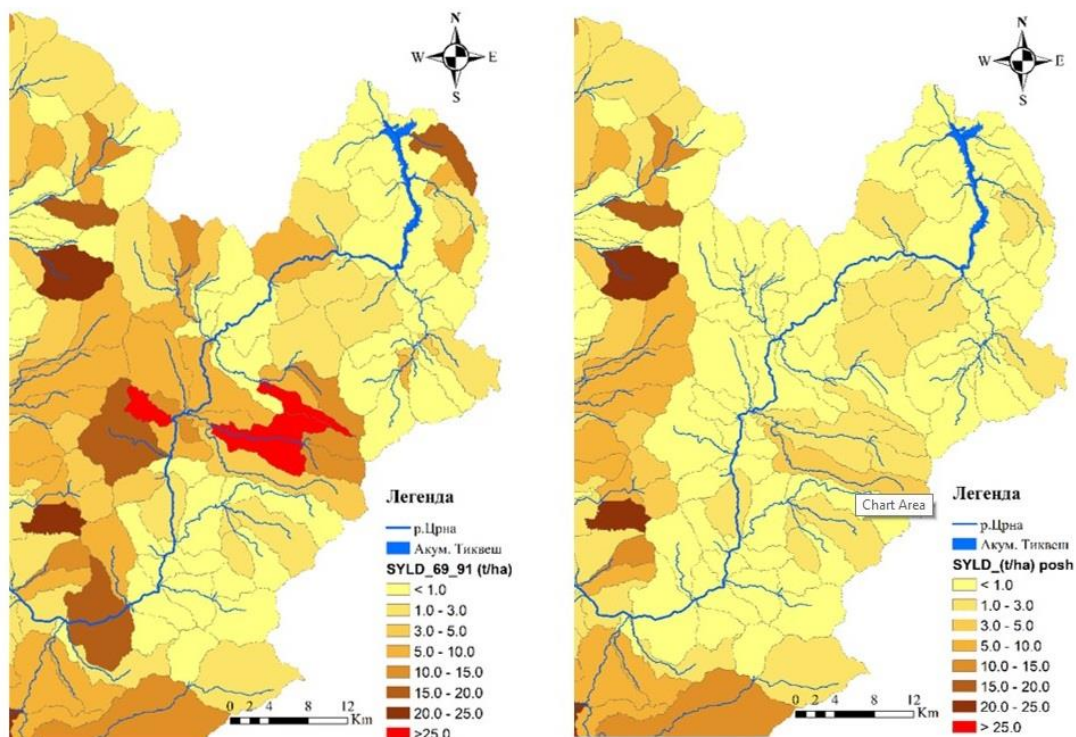 N
W E
S
Легенда
р.Црна
Акум. Тиквеш
SYLD_69_91 (t/ha)
< 1.0
1.0 - 3.0
3.0 - 5.0
5.0 - 10.0
10.0 - 15.0
15.0 - 20.0
20.0 - 25.0
>25.0
0 2 4 8 12
Km
N
W E
S
Chart Area
Легенда
р.Црна
Акум. Тиквеш
SYLD_(t/ha) posh
< 1.0
1.0 - 3.0
3.0 - 5.0
5.0 - 10.0
10.0 - 15.0
15.0 - 20.0
20.0 - 25.0
> 25.0
0 2 4 8 12
Km